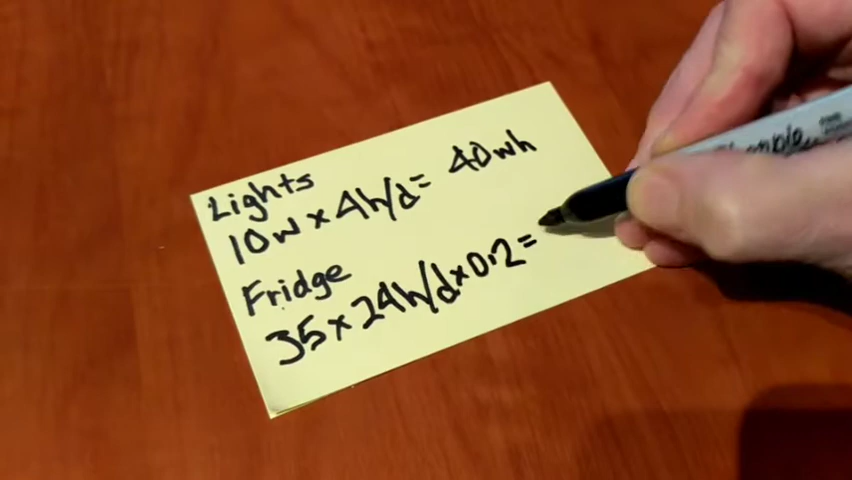 Lights
10w x 4h/d = 40wh
Fridge
35 x 24h/d x 0.2 =